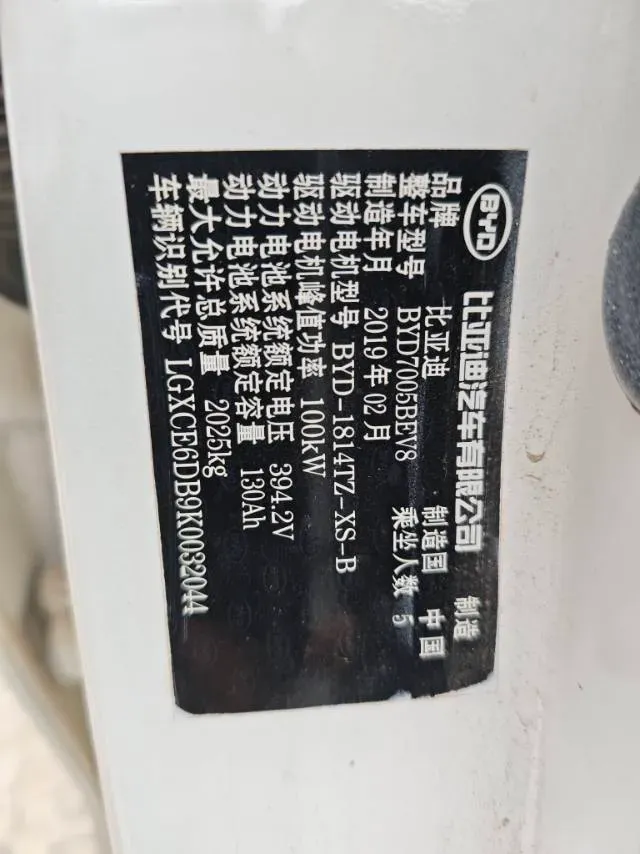 BYD 比亚迪汽车有限公司 制造
品牌 比亚迪 制造国 中国
整车型号 BYD7005BEV8 乘坐人数 5
制造年月 2019年02月
驱动电机型号 BYD-1814TZ-XS-B
驱动电机峰值功率 100kW
动力电池系统额定电压 394.2V
动力电池系统额定容量 130Ah
最大允许总质量 2025kg
车辆识别代号 LGXCE6DB9K0032044